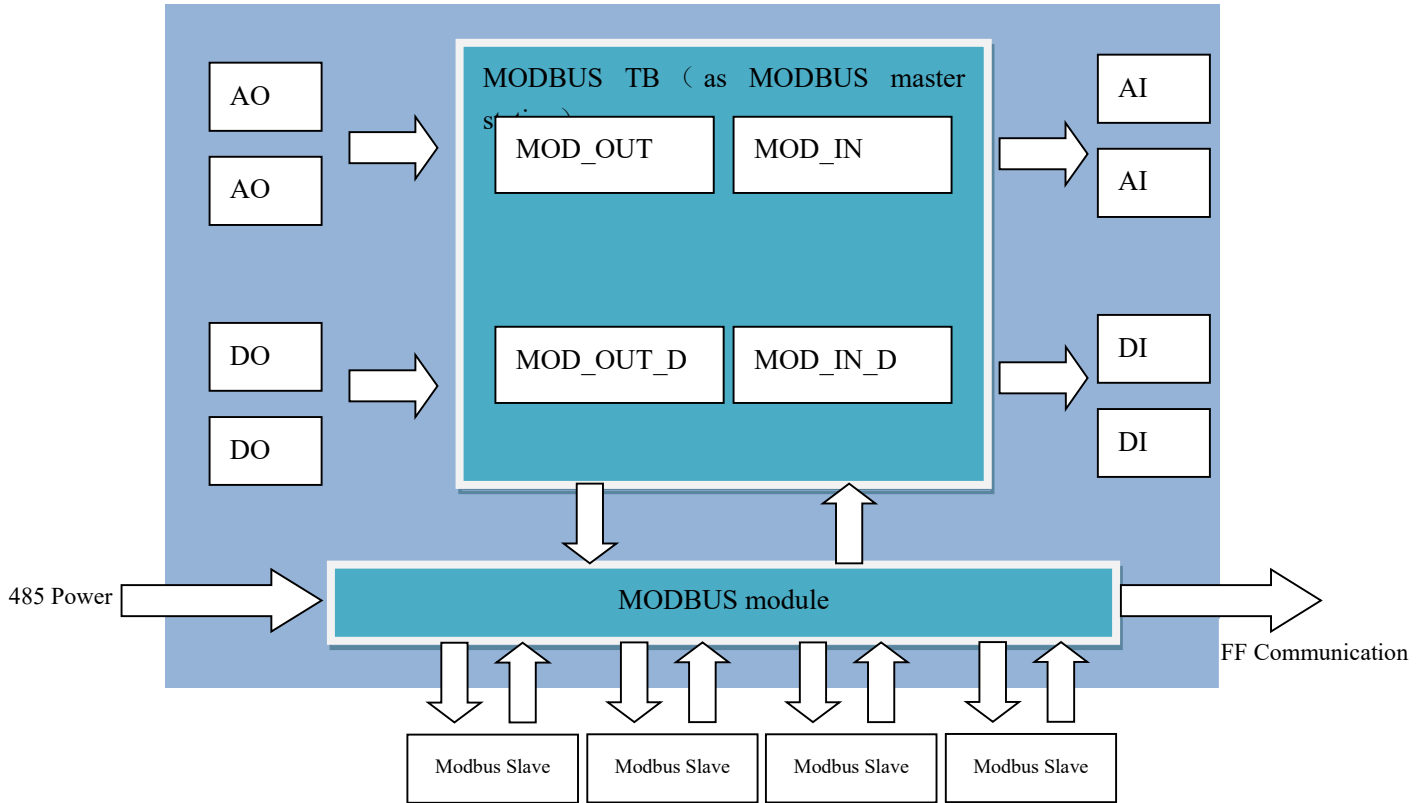 MODBUS TB（as MODBUS master
AO
AI
MOD_OUT
MOD_IN
AO
AI
DO
DI
MOD_OUT_D
MOD_IN_D
DO
DI
485 Power
MODBUS module
FF Communication
Modbus Slave
Modbus Slave
Modbus Slave
Modbus Slave